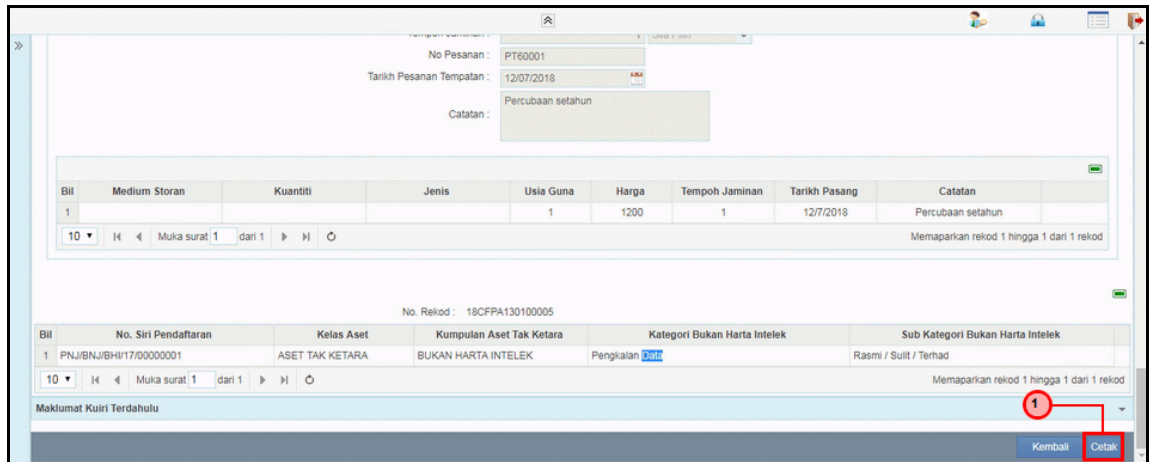 No Pesanan : PT60001
Tarikh Pesanan Tempatan : 12/07/2018
Catatan : Percubaan setahun
Bil Medium Storan Kuantiti Jenis Usia Guna Harga Tempoh Jaminan Tarikh Pasang Catatan
1 1 1200 1 12/7/2018 Percubaan setahun
10 Muka surat 1 dari 1 Memaparkan rekod 1 hingga 1 dari 1 rekod
No. Rekod : 18CFPA130100005
Bil No. Siri Pendaftaran Kelas Aset Kumpulan Aset Tak Ketara Kategori Bukan Harta Intelek Sub Kategori Bukan Harta Intelek
1 PNJ/BNJ/BHI/17/00000001 ASET TAK KETARA BUKAN HARTA INTELEK Pengkalan Data Rasmi / Sulit / Terhad
10 Muka surat 1 dari 1 Memaparkan rekod 1 hingga 1 dari 1 rekod
Maklumat Kuiri Terdahulu
1
Kembali Cetak